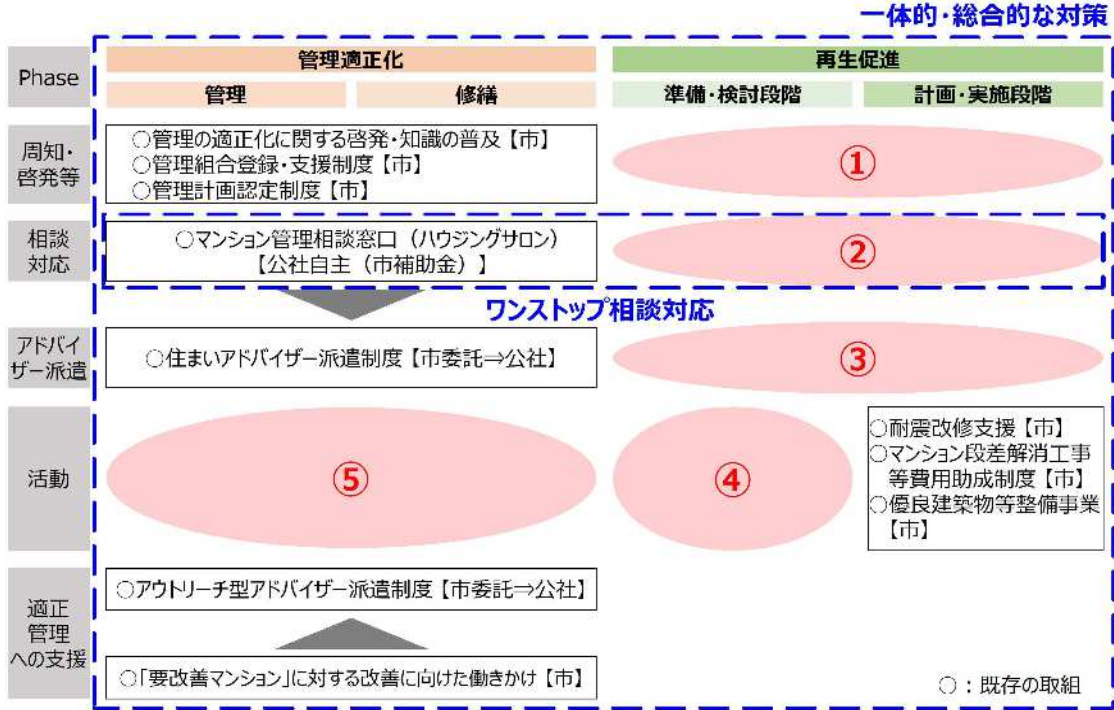 一体的・総合的な対策
Phase
管理適正化
再生促進
管理
修繕
準備・検討段階
計画・実施段階
周知・
啓発等
○管理の適正化に関する啓発・知識の普及【市】
○管理組合登録・支援制度【市】
○管理計画認定制度【市】
①
相談
対応
○マンション管理相談窓口（ハウジングサロン）
【公社自主（市補助金）】
②
ワンストップ相談対応
アドバイ
ザー派遣
○住まいアドバイザー派遣制度【市委託⇒公社】
③
活動
⑤
④
○耐震改修支援【市】
○マンション段差解消工事
等費用助成制度【市】
○優良建築物等整備事業
【市】
適正
管理
への支援
○アウトリーチ型アドバイザー派遣制度【市委託⇒公社】
○「要改善マンション」に対する改善に向けた働きかけ【市】
○：既存の取組